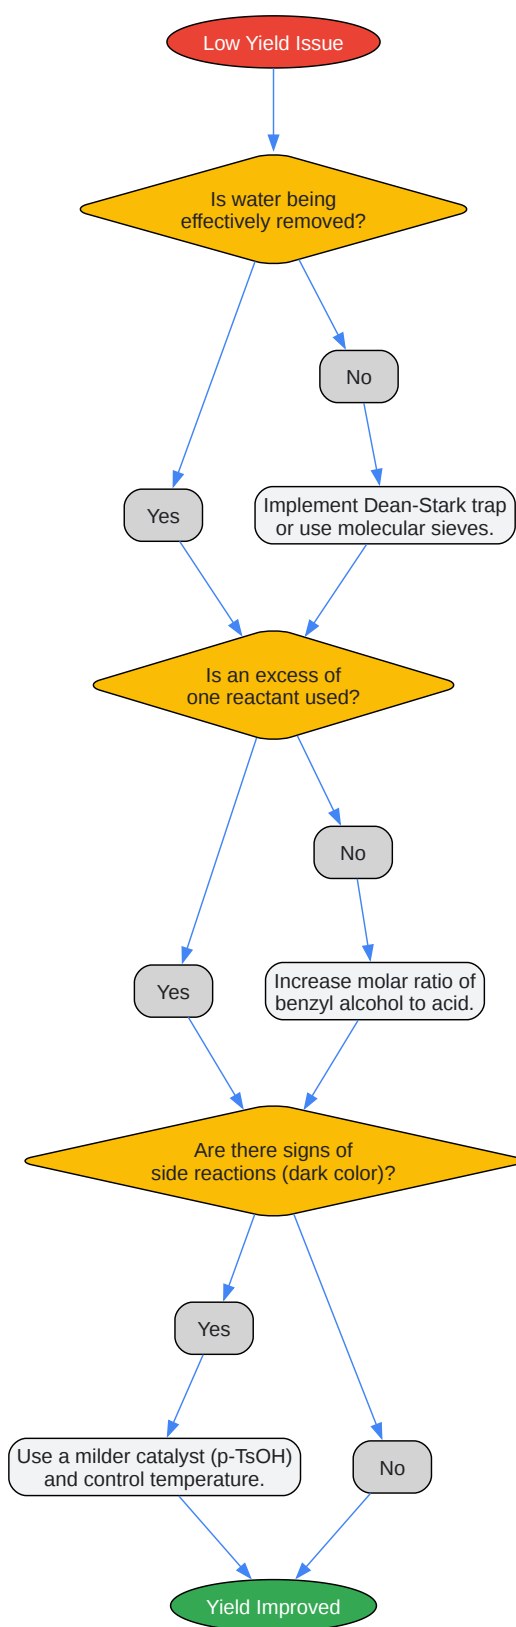 Low Yield Issue
Is water being
effectively removed?
No
Yes
Implement Dean-Stark trap
or use molecular sieves.
Is an excess of
one reactant used?
No
Yes
Increase molar ratio of
benzyl alcohol to acid.
Are there signs of
side reactions (dark color)?
Yes
Use a milder catalyst (p-TsOH)
and control temperature.
No
Yield Improved